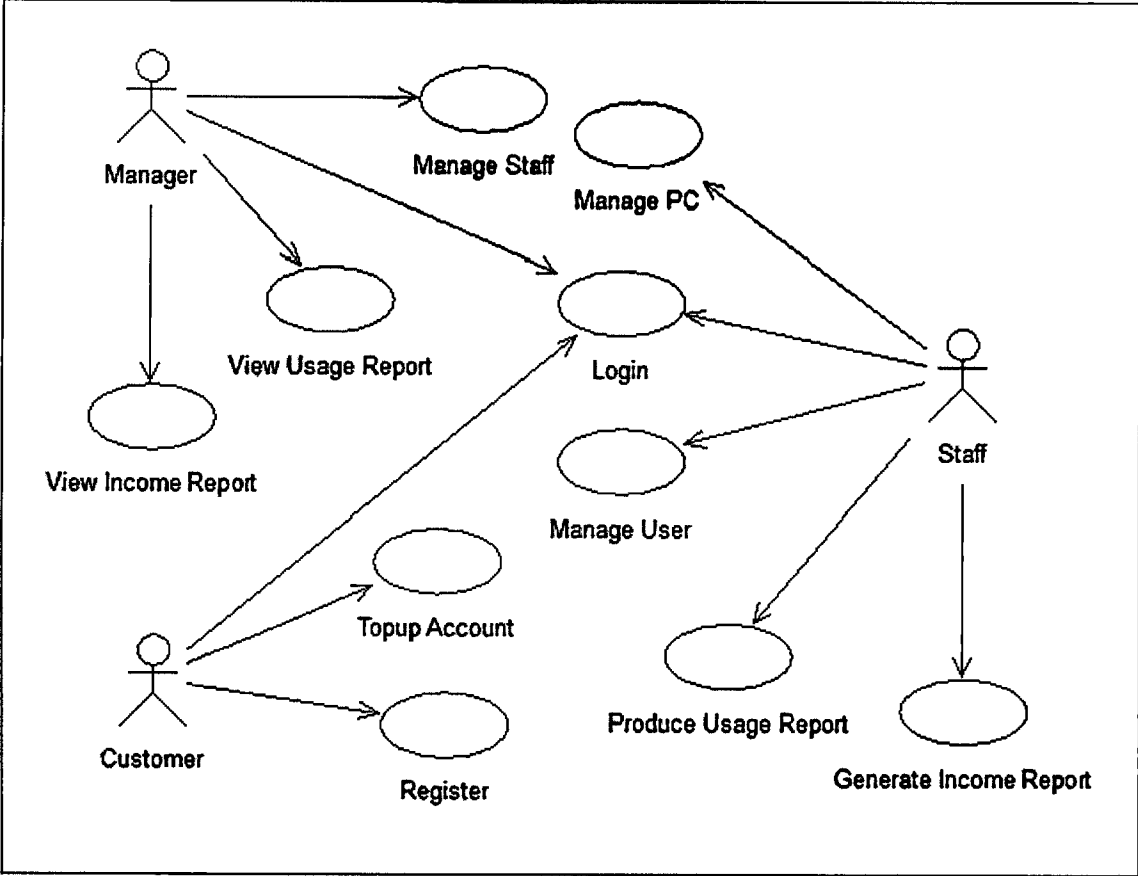 Manager
Manage Staff
Manage PC
View Usage Report
Login
View Income Report
Staff
Manage User
Topup Account
Customer
Register
Produce Usage Report
Generate Income Report